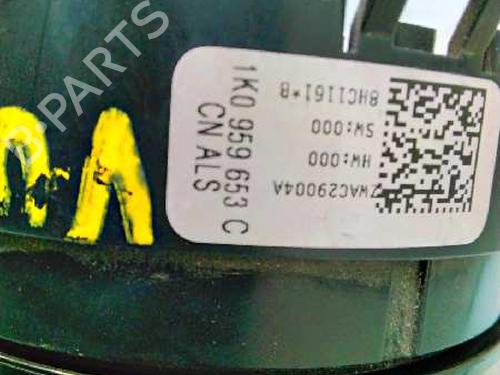 1K0 959 653 C
CN ALS
ZWAC29004A
HW:000
SW:000
8HC1161*B
B-PARTS